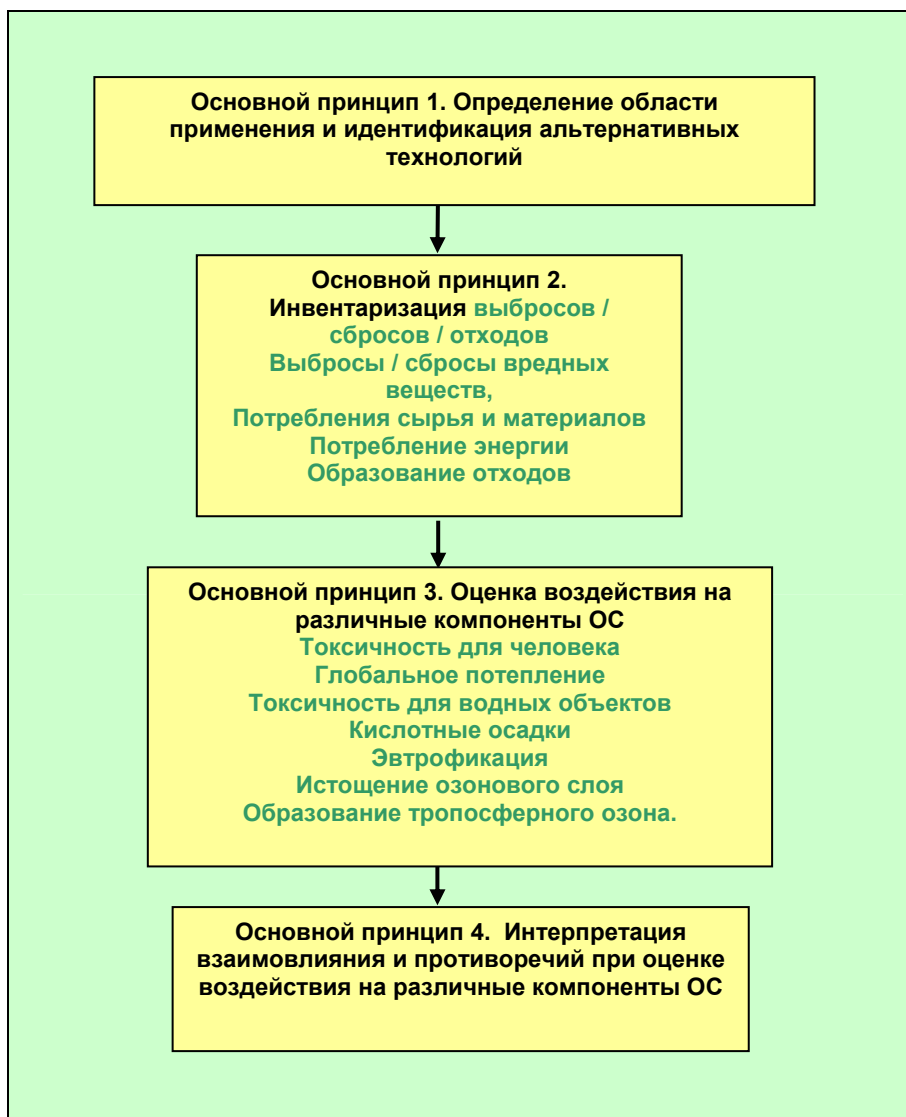 Основной принцип 1. Определение области
применения и идентификация альтернативных
технологий
Основной принцип 2.
Инвентаризация выбросов /
сбросов / отходов
Выбросы / сбросы вредных
веществ,
Потребления сырья и материалов
Потребление энергии
Образование отходов
Основной принцип 3. Оценка воздействия на
различные компоненты ОС
Токсичность для человека
Глобальное потепление
Токсичность для водных объектов
Кислотные осадки
Эвтрофикация
Истощение озонового слоя
Образование тропосферного озона.
Основной принцип 4. Интерпретация
взаимовлияния и противоречий при оценке
воздействия на различные компоненты ОС